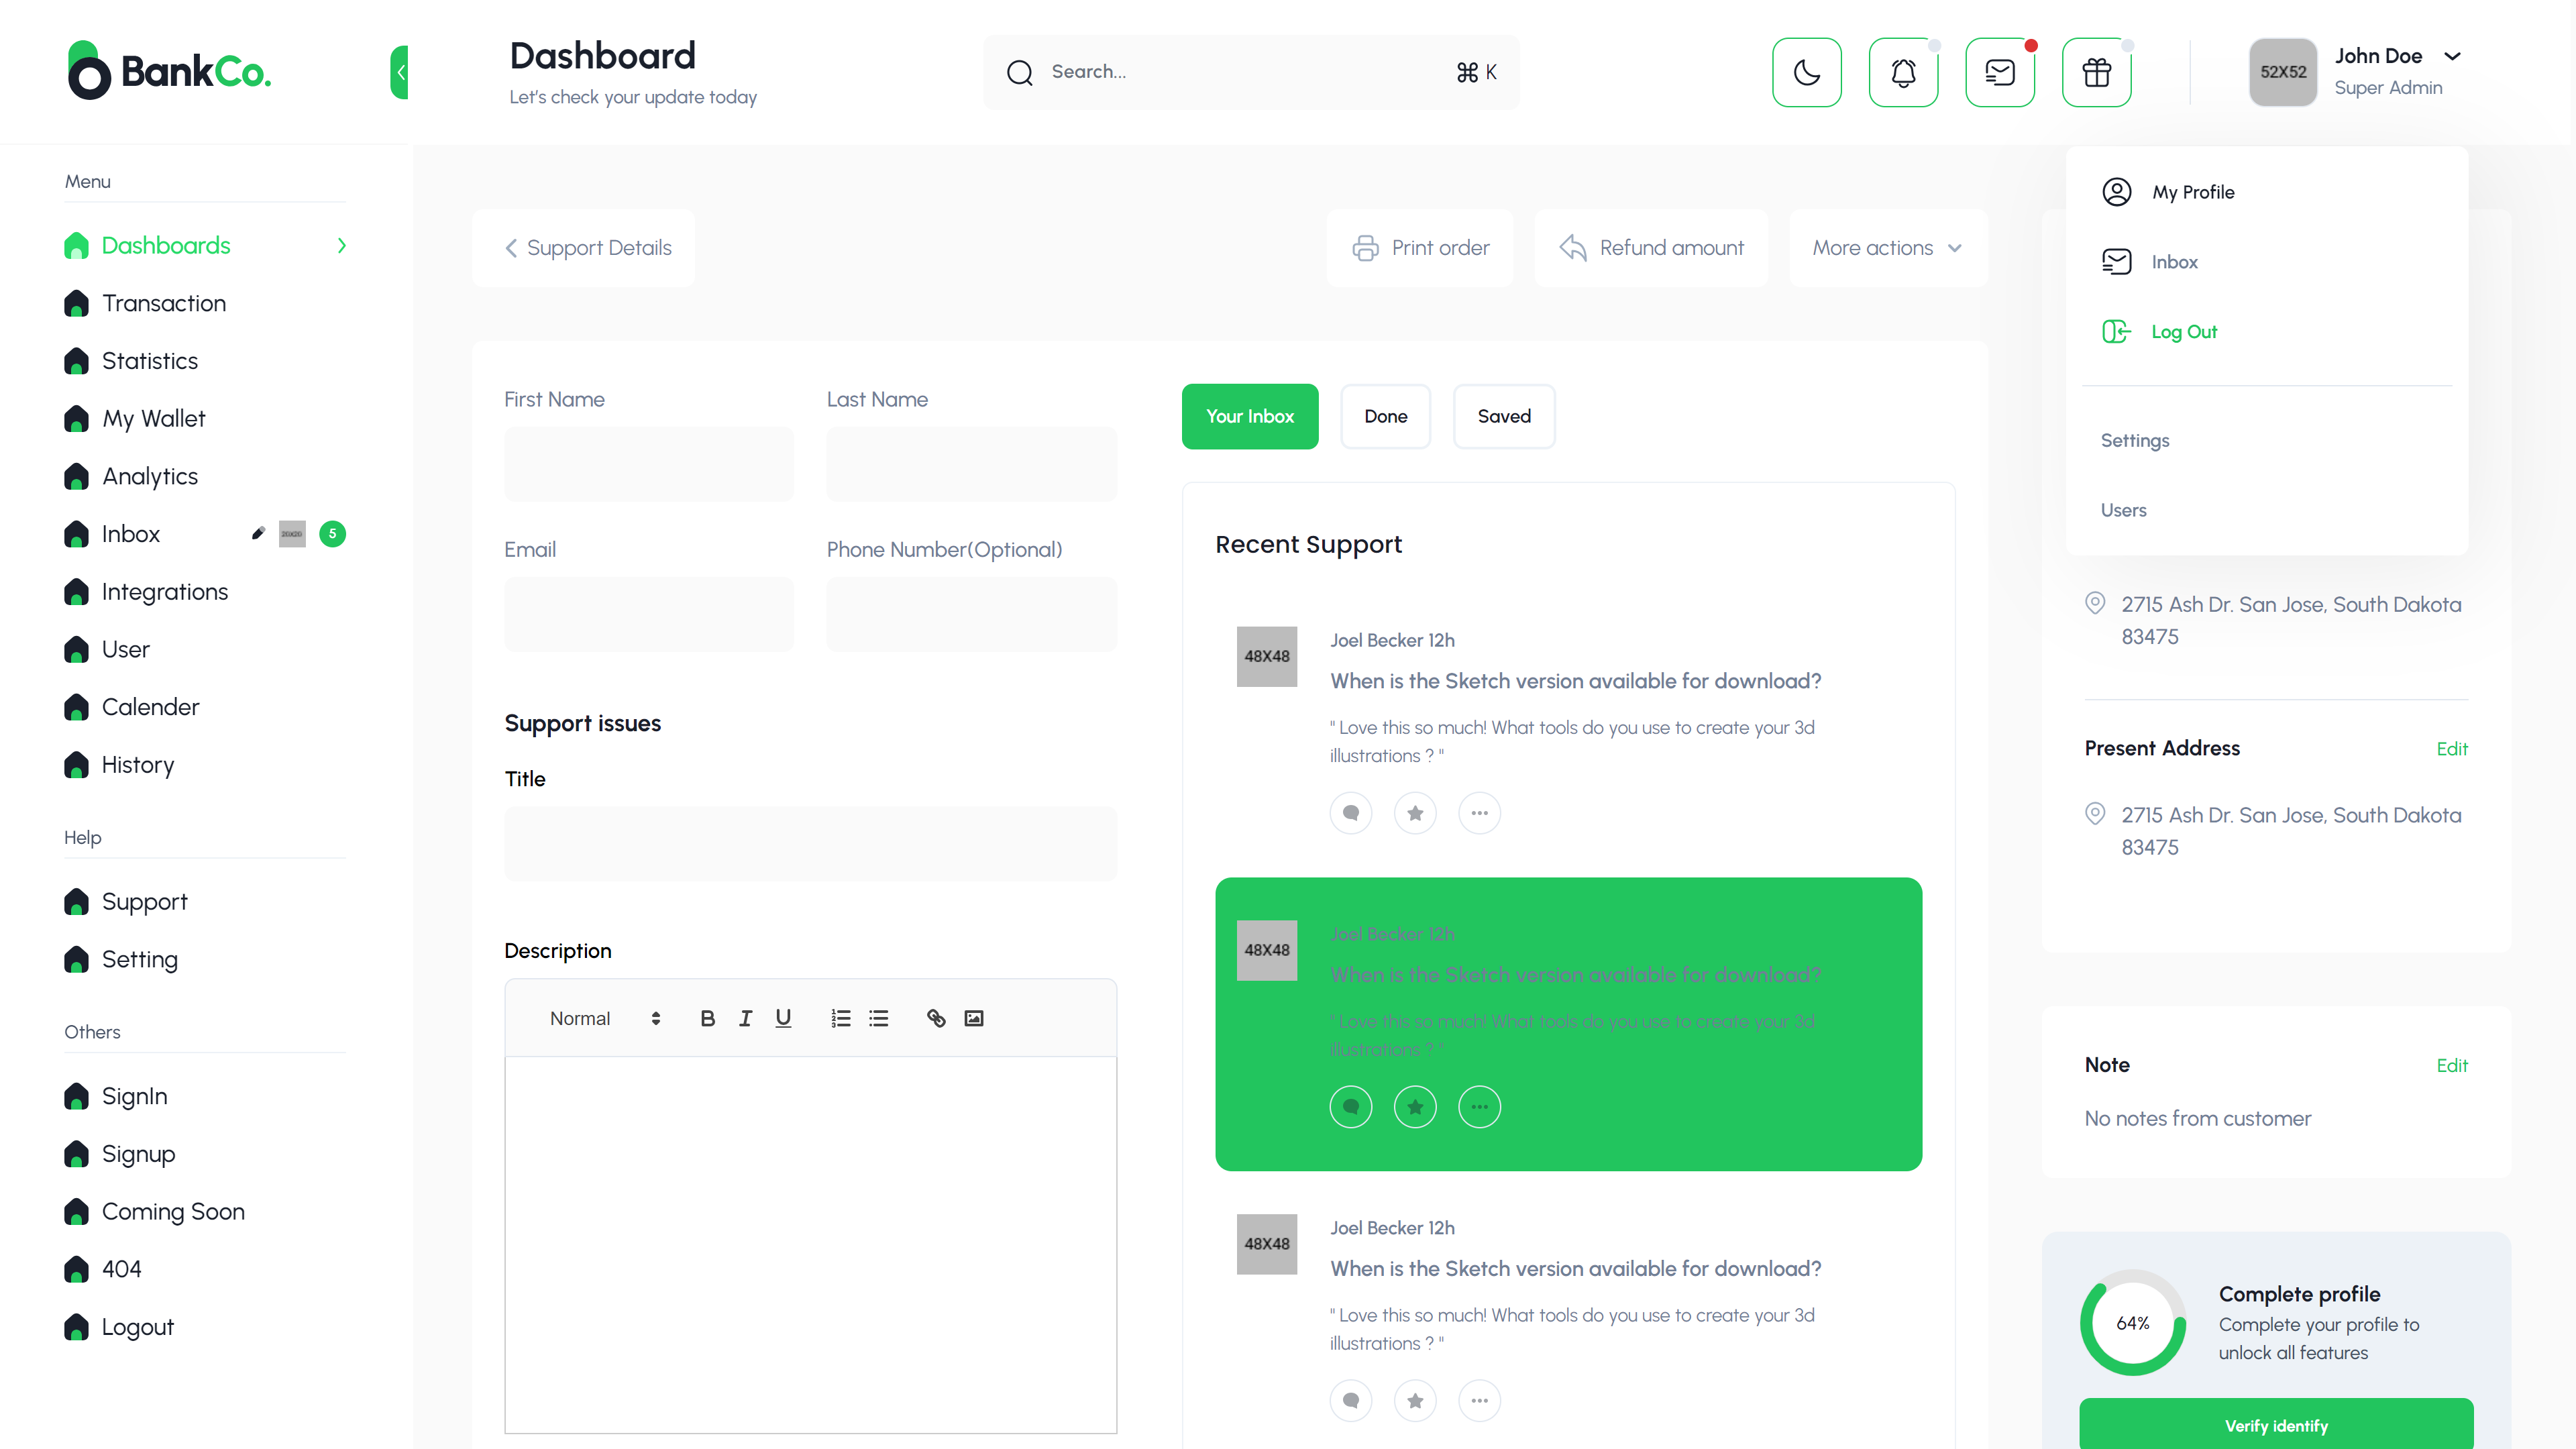 BankCo.
Dashboard
Let's check your update today
Search...
⌘ K
52X52
John Doe
Super Admin
Menu
Dashboards
Transaction
Statistics
My Wallet
Analytics
Inbox
20X20
5
Integrations
User
Calender
History
Help
Support
Setting
Others
SignIn
Signup
Coming Soon
404
Logout
Support Details
Print order
Refund amount
More actions
First Name
Last Name
Email
Phone Number(Optional)
Support issues
Title
Description
Normal
Your Inbox
Done
Saved
Recent Support
48X48
Joel Becker 12h
When is the Sketch version available for download?
" Love this so much! What tools do you use to create your 3d
illustrations ? "
48X48
Joel Becker 12h
When is the Sketch version available for download?
" Love this so much! What tools do you use to create your 3d
illustrations ? "
48X48
Joel Becker 12h
When is the Sketch version available for download?
" Love this so much! What tools do you use to create your 3d
illustrations ? "
My Profile
Inbox
Log Out
Settings
Users
2715 Ash Dr. San Jose, South Dakota
83475
Present Address
Edit
2715 Ash Dr. San Jose, South Dakota
83475
Note
Edit
No notes from customer
64%
Complete profile
Complete your profile to
unlock all features
Verify identify